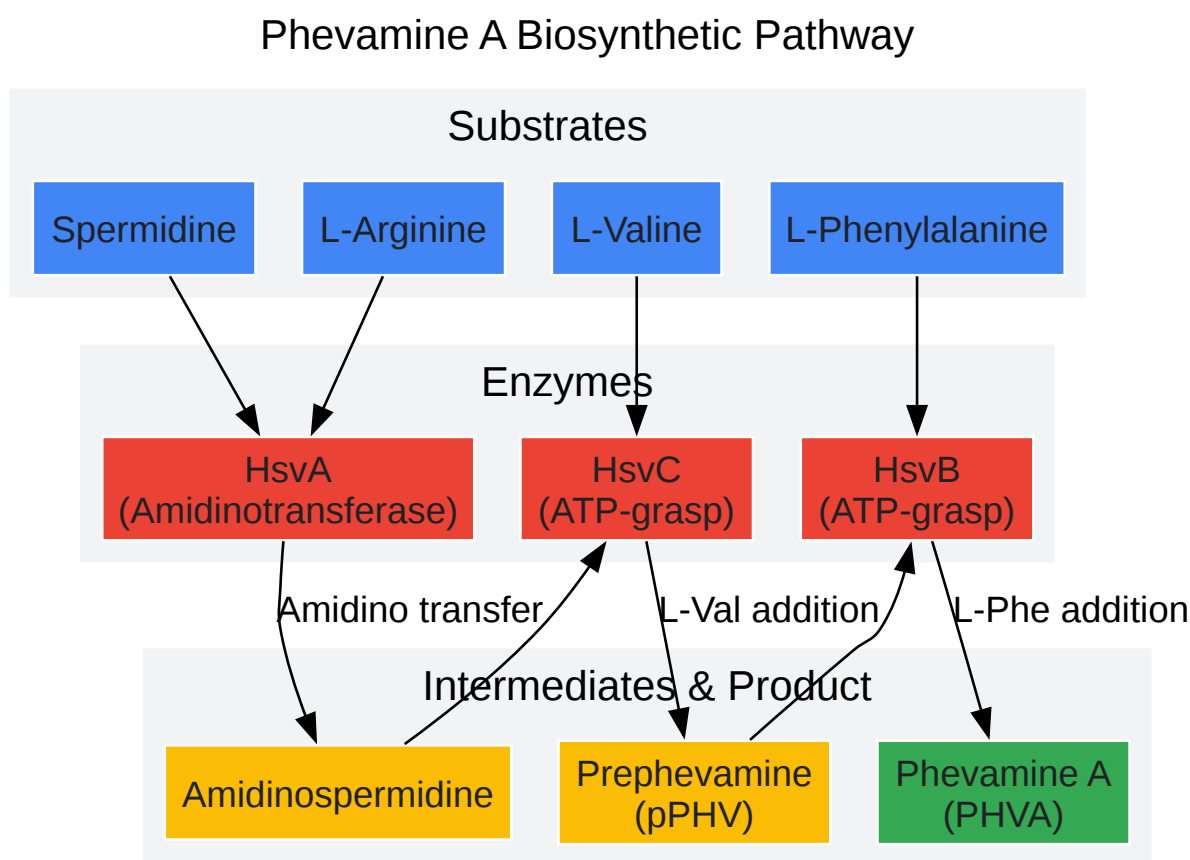 Phevamine A Biosynthetic Pathway
Substrates
Spermidine
L-Arginine
L-Valine
L-Phenylalanine
Enzymes
HsvA
(Amidinotransferase)
HsvC
(ATP-grasp)
HsvB
(ATP-grasp)
Amidino transfer
L-Val addition
L-Phe addition
Intermediates & Product
Amidinospermidine
Prephevamine
(pPHV)
Phevamine A
(PHVA)